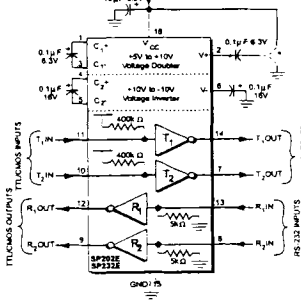 16
VCC
+5V to +10V
Voltage Doubler
1
C1+
0.1µF
6.3V
3
C1-
2
V+
0.1µF 6.3V
4
C2+
0.1µF
16V
5
C2-
+10V to -10V
Voltage Inverter
6
V-
0.1µF
16V
400kΩ
11
T1IN
T1
14
T1OUT
400kΩ
10
T2IN
T2
7
T2OUT
TTL/CMOS INPUTS
12
R1OUT
R1
13
R1IN
5kΩ
9
R2OUT
R2
8
R2IN
5kΩ
TTL/CMOS OUTPUTS
RS-232 INPUTS
SP202E
SP232E
GND 15